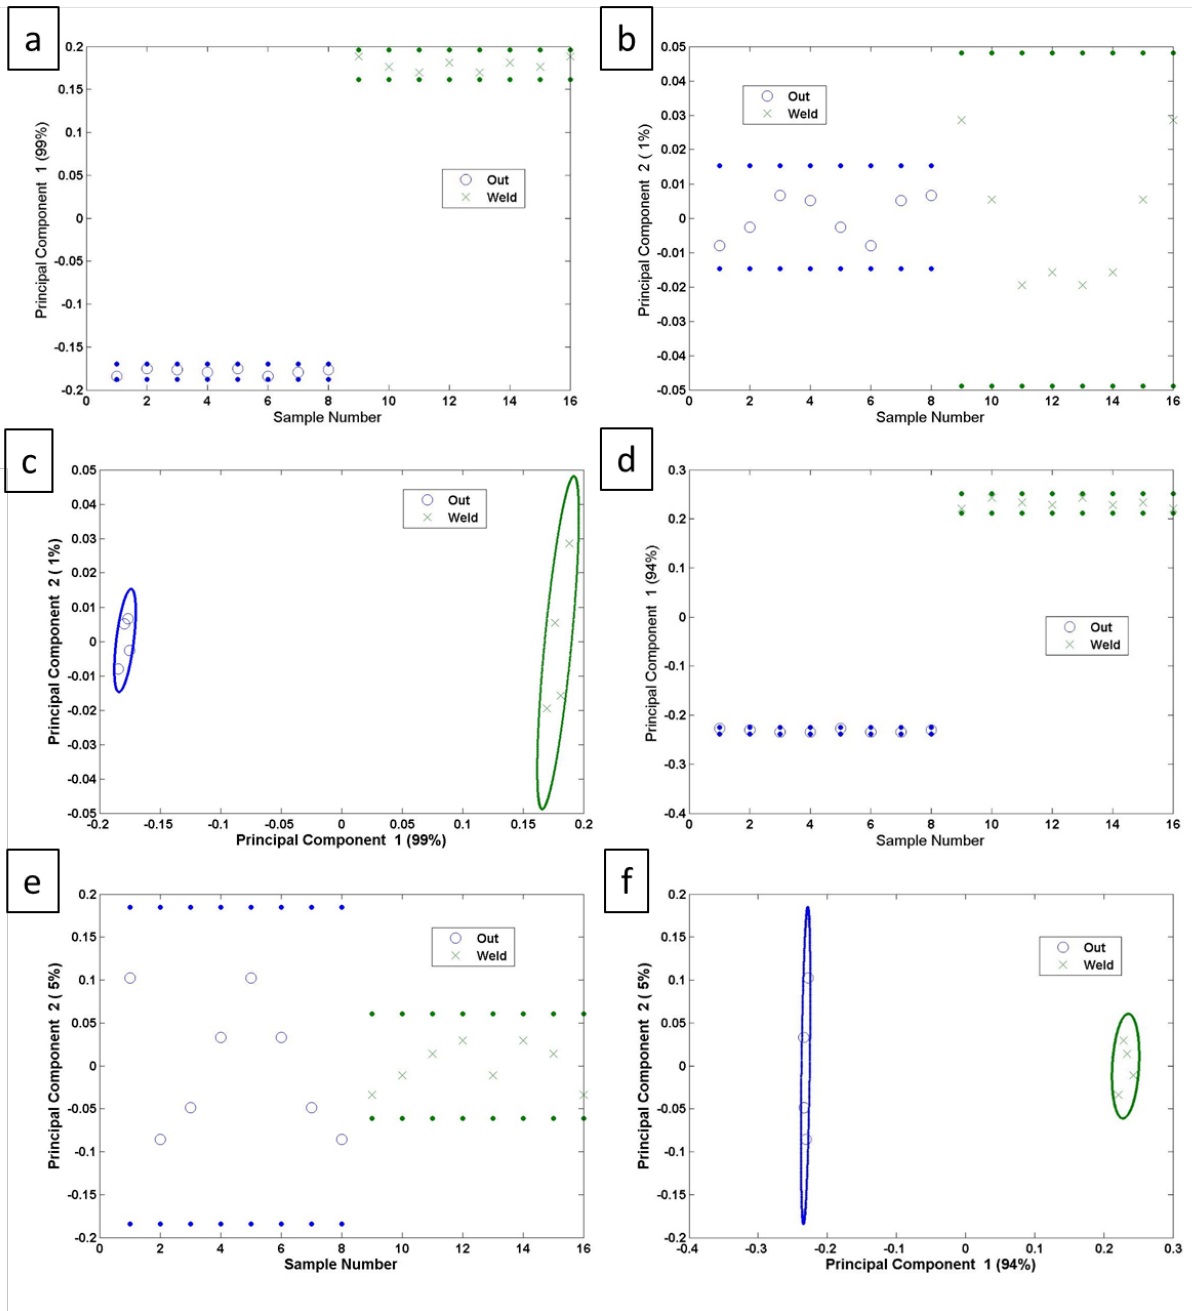 a
0.2
0.15
0.1
0.05
0
-0.05
-0.1
-0.15
-0.2
0 2 4 6 8 10 12 14 16
Sample Number
Principal Component 1 (99%)
Out
Weld
b
0.05
0.04
0.03
0.02
0.01
0
-0.01
-0.02
-0.03
-0.04
-0.05
0 2 4 6 8 10 12 14 16
Sample Number
Principal Component 2 ( 1%)
Out
Weld
c
0.05
0.04
0.03
0.02
0.01
0
-0.01
-0.02
-0.03
-0.04
-0.05
-0.2 -0.15 -0.1 -0.05 0 0.05 0.1 0.15 0.2
Principal Component 1 (99%)
Principal Component 2 ( 1%)
Out
Weld
d
0.3
0.2
0.1
0
-0.1
-0.2
-0.3
-0.4
0 2 4 6 8 10 12 14 16
Sample Number
Principal Component 1 (94%)
Out
Weld
e
0.2
0.15
0.1
0.05
0
-0.05
-0.1
-0.15
-0.2
0 2 4 6 8 10 12 14 16
Sample Number
Principal Component 2 ( 5%)
Out
Weld
f
0.2
0.15
0.1
0.05
0
-0.05
-0.1
-0.15
-0.2
-0.4 -0.3 -0.2 -0.1 0 0.1 0.2 0.3
Principal Component 1 (94%)
Principal Component 2 ( 5%)
Out
Weld